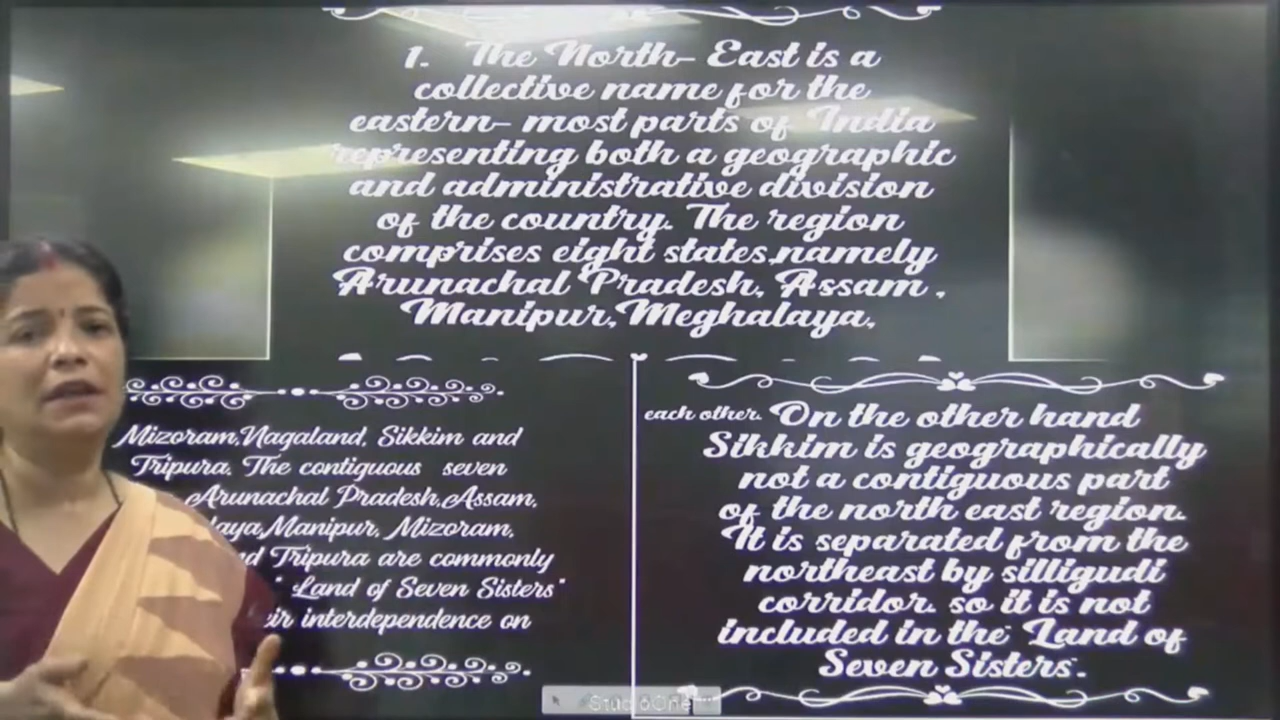 1. The North- East is a
collective name for the
eastern- most parts of India
representing both a geographic
and administrative division
of the country. The region
comprises eight states,namely
Arunachal Pradesh, Assam ,
Manipur,Meghalaya,
Mizoram,Nagaland, Sikkim and
Tripura. The contiguous seven
Arunachal Pradesh,Assam,
Manipur, Mizoram,
Tripura are commonly
"Land of Seven Sisters"
interdependence on
each other. On the other hand
Sikkim is geographically
not a contiguous part
of the north east region.
It is separated from the
northeast by silligudi
corridor. so it is not
included in the "Land of
Seven Sisters".
StudioOne